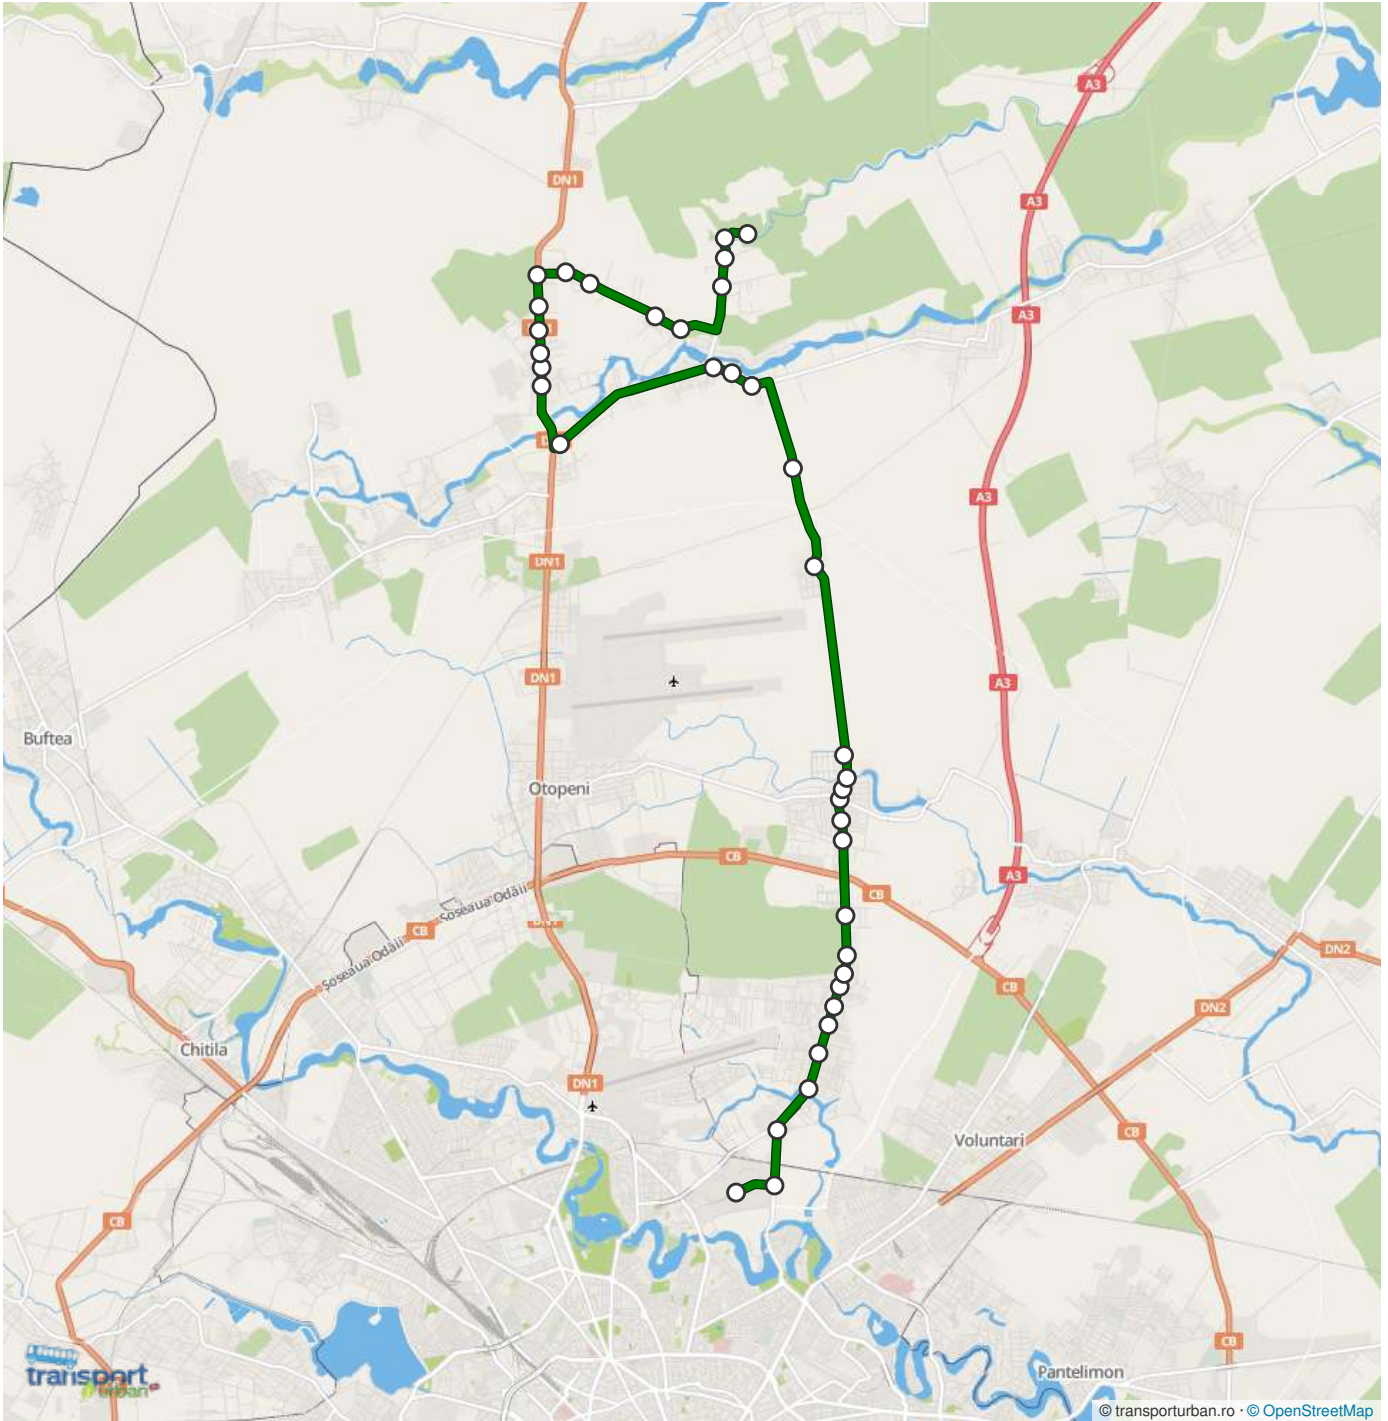 A3
DN1
A3
A3
A3
DN1
A3
DN1
Buftea
Otopeni
CB
A3
CB
Șoseaua Odăii
CB
Șoseaua Odăii
DN2
CB
DN2
Chitila
DN1
CB
Voluntari
CB
CB
Pantelimon
transport
urban
© transporturban.ro · © OpenStreetMap